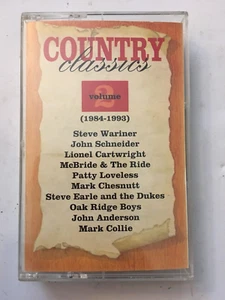 COUNTRY
classics
volume 2
(1984-1993)
Steve Wariner
John Schneider
Lionel Cartwright
McBride & The Ride
Patty Loveless
Mark Chesnutt
Steve Earle and the Dukes
Oak Ridge Boys
John Anderson
Mark Collie